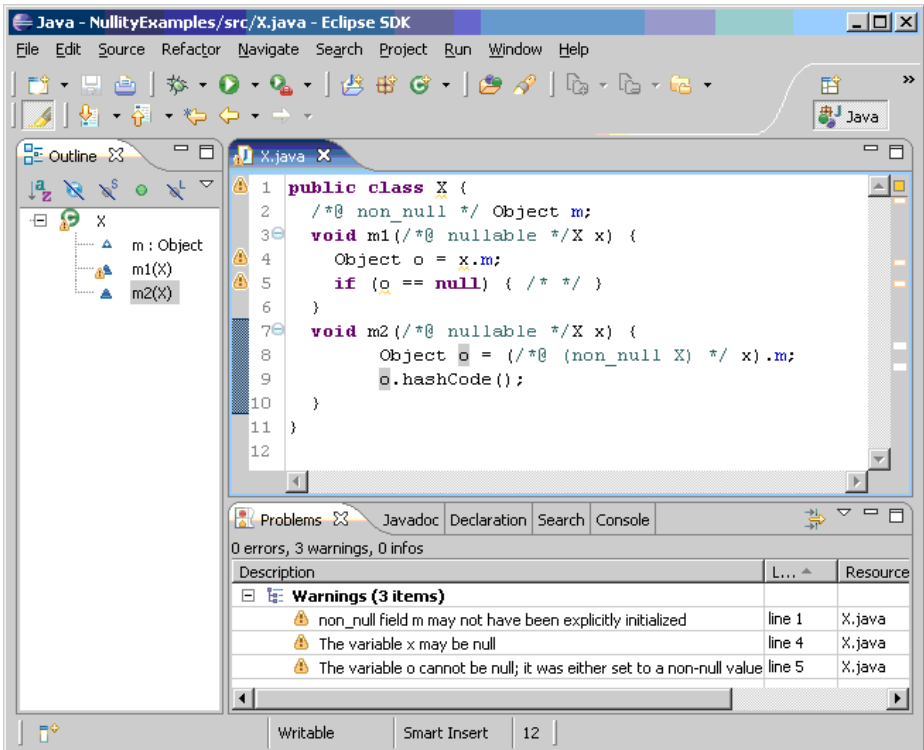 Java - NullityExamples/src/X.java - Eclipse SDK
File Edit Source Refactor Navigate Search Project Run Window Help
»
Java
Outline
X.java
X
m : Object
m1(X)
m2(X)
1 public class X {
2 /*@ non_null */ Object m;
3 void m1(/*@ nullable */X x) {
4 Object o = x.m;
5 if (o == null) { /* */ }
6 }
7 void m2(/*@ nullable */X x) {
8 Object o = (/*@ (non_null X) */ x).m;
9 o.hashCode();
10 }
11 }
12
Problems Javadoc Declaration Search Console
0 errors, 3 warnings, 0 infos
Description L... Resource
Warnings (3 items)
non_null field m may not have been explicitly initialized line 1 X.java
The variable x may be null line 4 X.java
The variable o cannot be null; it was either set to a non-null value line 5 X.java
Writable Smart Insert 12